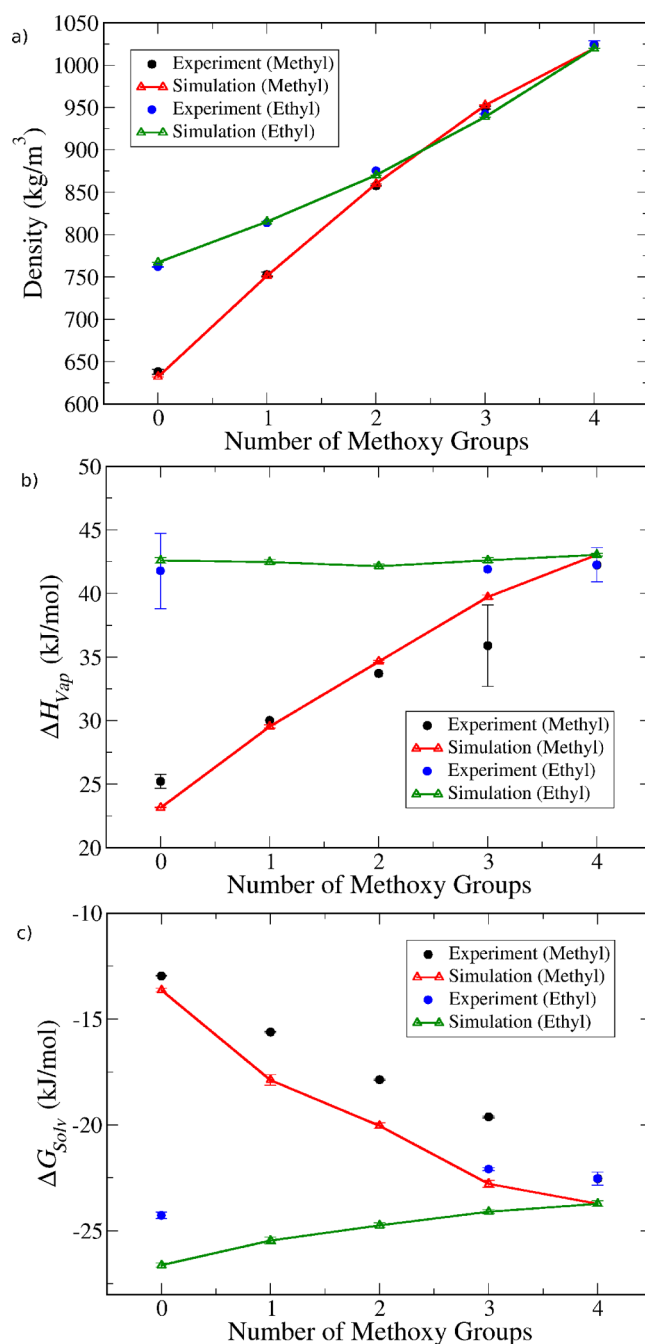 a)
1050
1000
950
900
850
800
750
700
650
600
Density (kg/m³)
Experiment (Methyl)
Simulation (Methyl)
Experiment (Ethyl)
Simulation (Ethyl)
0 1 2 3 4
Number of Methoxy Groups
b)
50
45
40
35
30
25
20
ΔH_Vap (kJ/mol)
Experiment (Methyl)
Simulation (Methyl)
Experiment (Ethyl)
Simulation (Ethyl)
0 1 2 3 4
Number of Methoxy Groups
c)
-10
-15
-20
-25
ΔG_Solv (kJ/mol)
Experiment (Methyl)
Simulation (Methyl)
Experiment (Ethyl)
Simulation (Ethyl)
0 1 2 3 4
Number of Methoxy Groups